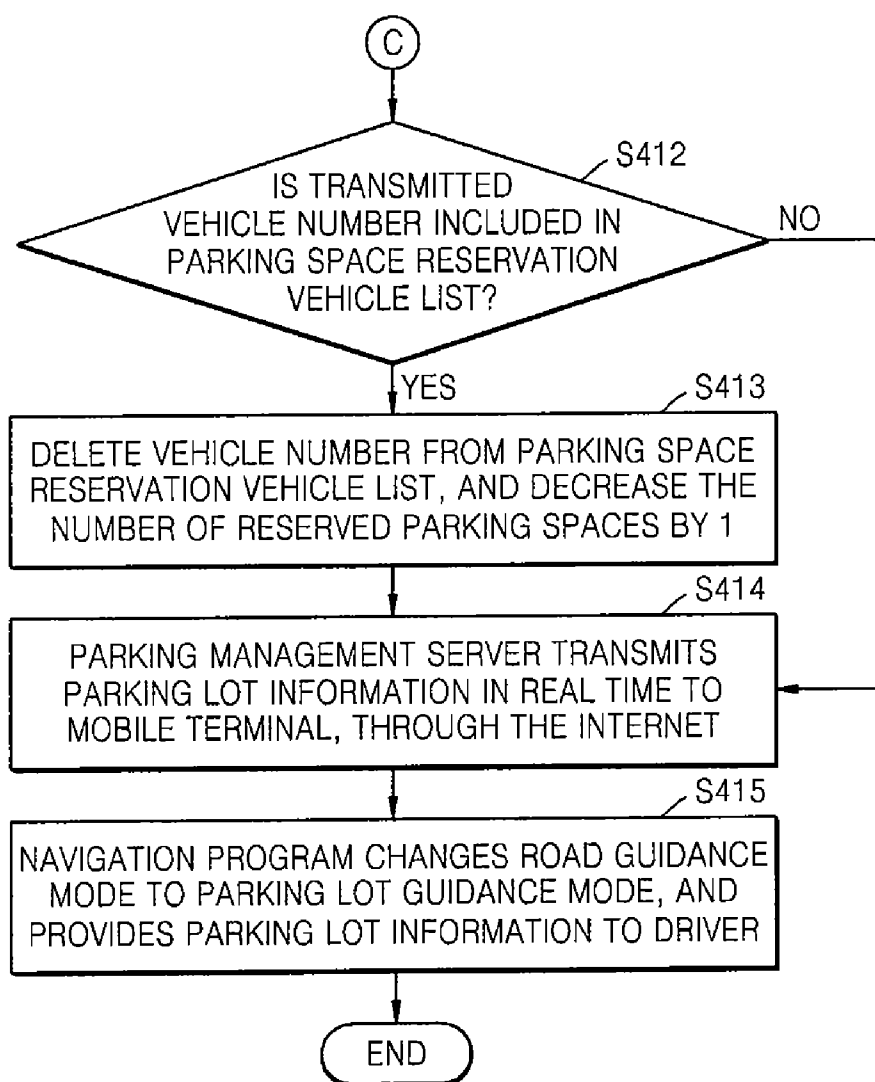 C
S412
IS TRANSMITTED
VEHICLE NUMBER INCLUDED IN
PARKING SPACE RESERVATION
VEHICLE LIST?
NO
YES
S413
DELETE VEHICLE NUMBER FROM PARKING SPACE
RESERVATION VEHICLE LIST, AND DECREASE THE
NUMBER OF RESERVED PARKING SPACES BY 1
S414
PARKING MANAGEMENT SERVER TRANSMITS
PARKING LOT INFORMATION IN REAL TIME TO
MOBILE TERMINAL, THROUGH THE INTERNET
S415
NAVIGATION PROGRAM CHANGES ROAD GUIDANCE
MODE TO PARKING LOT GUIDANCE MODE, AND
PROVIDES PARKING LOT INFORMATION TO DRIVER
END